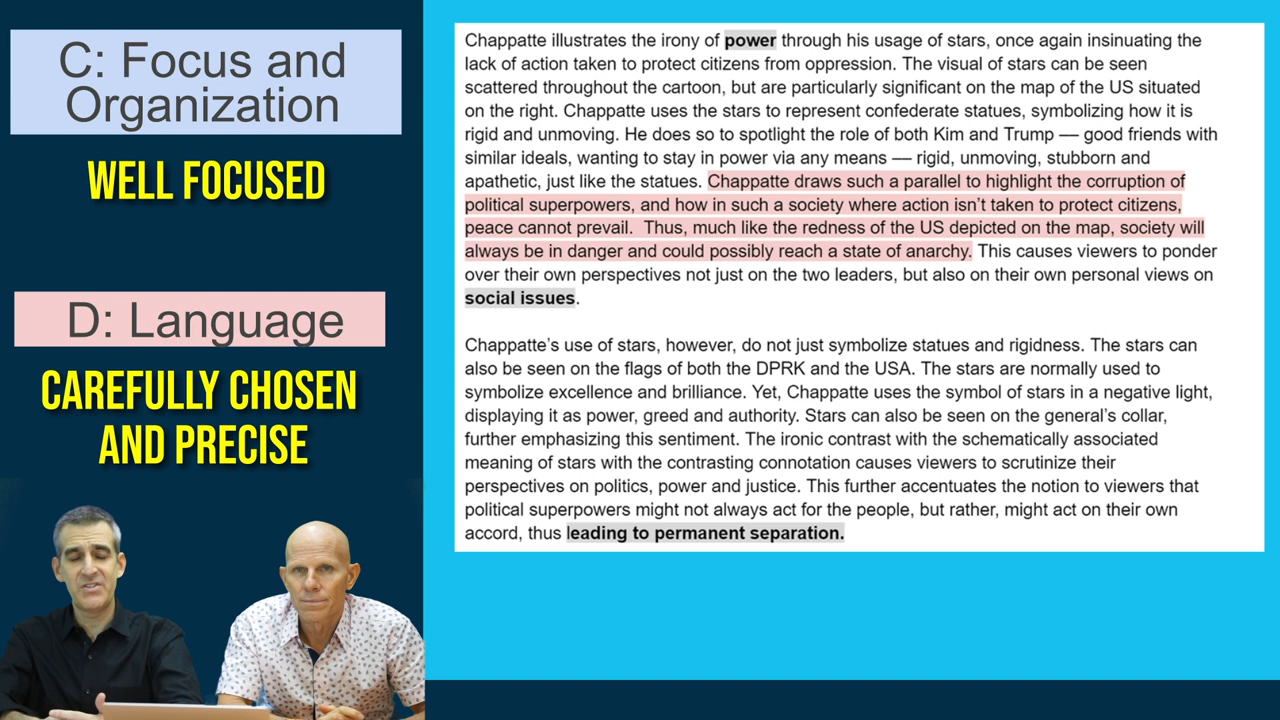 C: Focus and
Organization
WELL FOCUSED
D: Language
CAREFULLY CHOSEN
AND PRECISE
Chappatte illustrates the irony of power through his usage of stars, once again insinuating the
lack of action taken to protect citizens from oppression. The visual of stars can be seen
scattered throughout the cartoon, but are particularly significant on the map of the US situated
on the right. Chappatte uses the stars to represent confederate statues, symbolizing how it is
rigid and unmoving. He does so to spotlight the role of both Kim and Trump — good friends with
similar ideals, wanting to stay in power via any means — rigid, unmoving, stubborn and
apathetic, just like the statues. Chappatte draws such a parallel to highlight the corruption of
political superpowers, and how in such a society where action isn't taken to protect citizens,
peace cannot prevail.  Thus, much like the redness of the US depicted on the map, society will
always be in danger and could possibly reach a state of anarchy. This causes viewers to ponder
over their own perspectives not just on the two leaders, but also on their own personal views on
social issues.
Chappatte's use of stars, however, do not just symbolize statues and rigidness. The stars can
also be seen on the flags of both the DPRK and the USA. The stars are normally used to
symbolize excellence and brilliance. Yet, Chappatte uses the symbol of stars in a negative light,
displaying it as power, greed and authority. Stars can also be seen on the general's collar,
further emphasizing this sentiment. The ironic contrast with the schematically associated
meaning of stars with the contrasting connotation causes viewers to scrutinize their
perspectives on politics, power and justice. This further accentuates the notion to viewers that
political superpowers might not always act for the people, but rather, might act on their own
accord, thus leading to permanent separation.